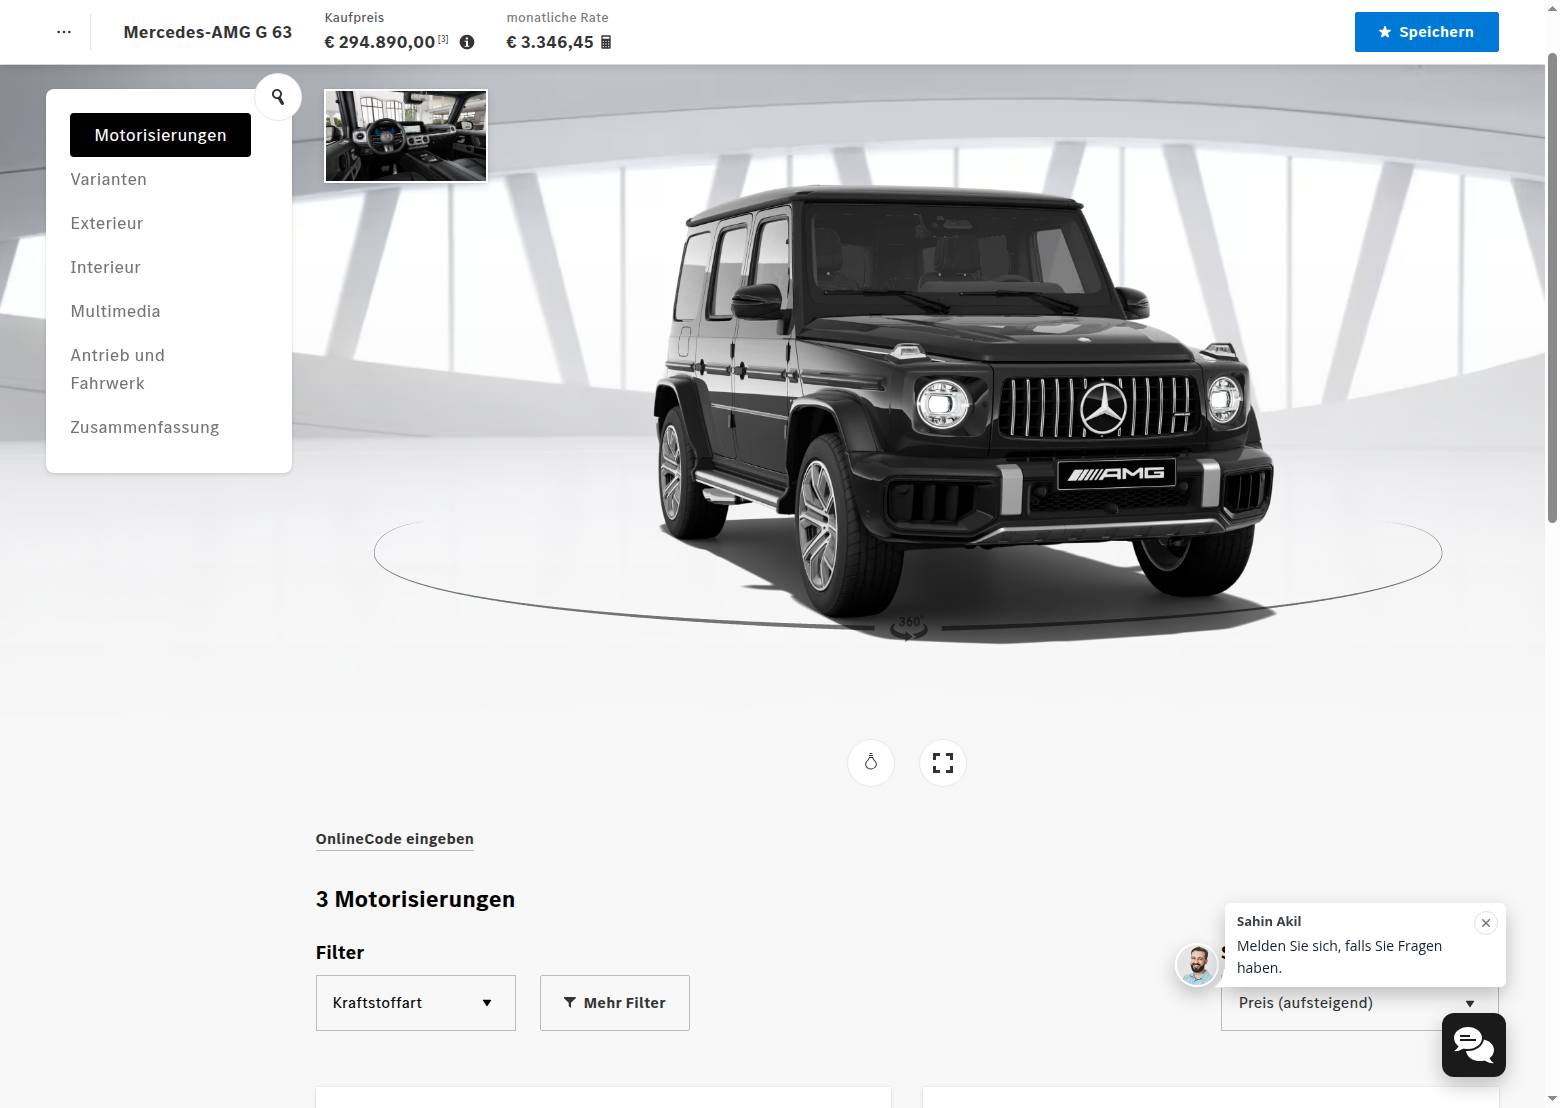 Mercedes-AMG G 63
Kaufpreis
€ 294.890,00 [3]
monatliche Rate
€ 3.346,45
Speichern
Motorisierungen
Varianten
Exterieur
Interieur
Multimedia
Antrieb und
Fahrwerk
Zusammenfassung
AMG
360°
OnlineCode eingeben
3 Motorisierungen
Filter
Kraftstoffart
Mehr Filter
Sahin Akil
Melden Sie sich, falls Sie Fragen
haben.
Preis (aufsteigend)